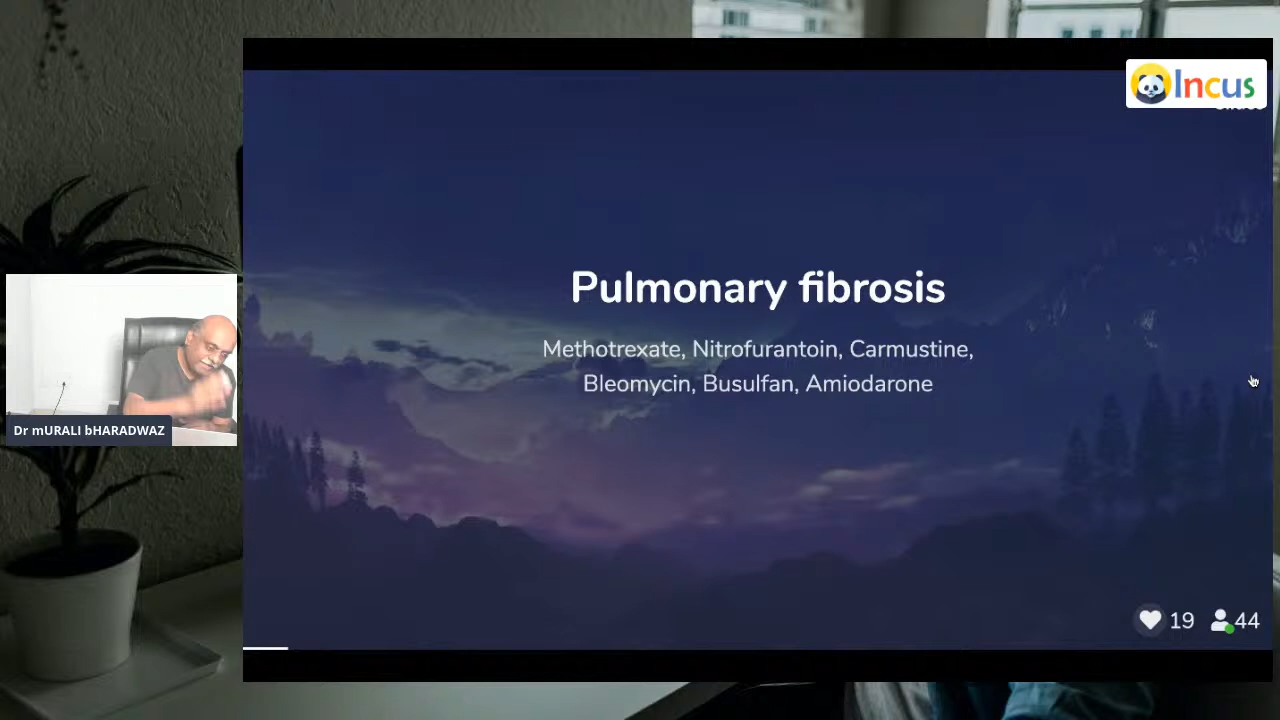 Incus
Pulmonary fibrosis
Methotrexate, Nitrofurantoin, Carmustine,
Bleomycin, Busulfan, Amiodarone
Dr mURALI bHARADWAZ
19 44